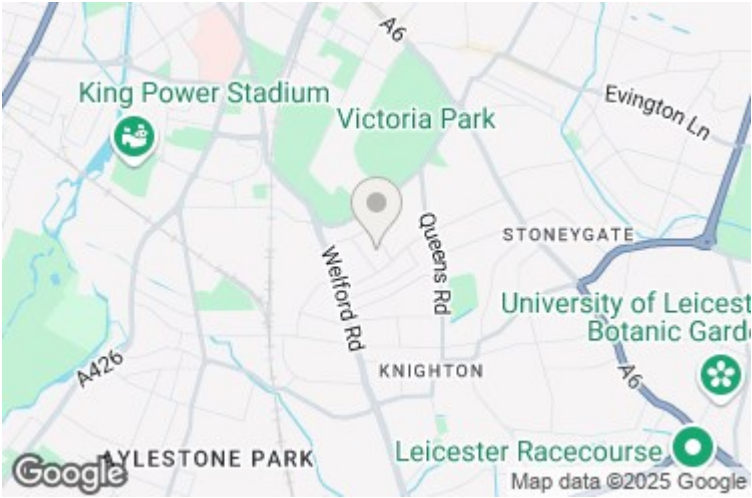 A6
King Power Stadium
Evington Ln
Victoria Park
Queens Rd
STONEYGATE
Welford Rd
University of Leicest
Botanic Garde
KNIGHTON
A426
A6
AYLESTONE PARK
Leicester Racecourse
Google
Map data ©2025 Google